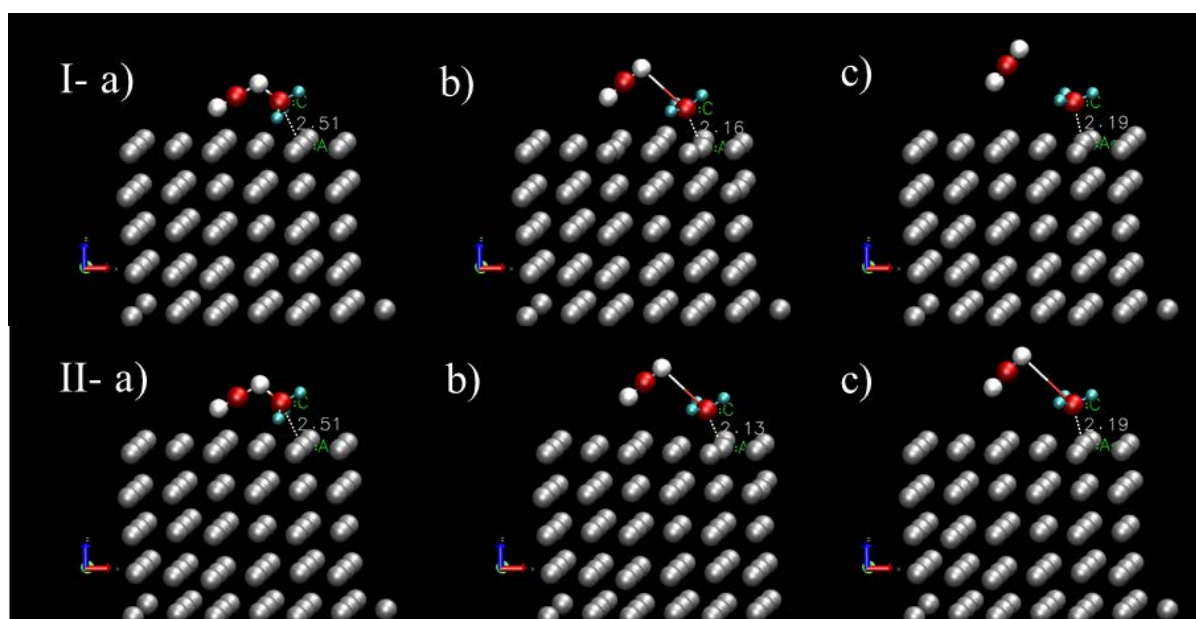 I- a)
b)
c)
:C
:C
:C
2.51
2.16
2.19
:A
:A
:A
z
x
z
x
z
x
II- a)
b)
c)
:C
:C
:C
2.51
2.13
2.19
:A
:A
:A
z
x
z
x
z
x